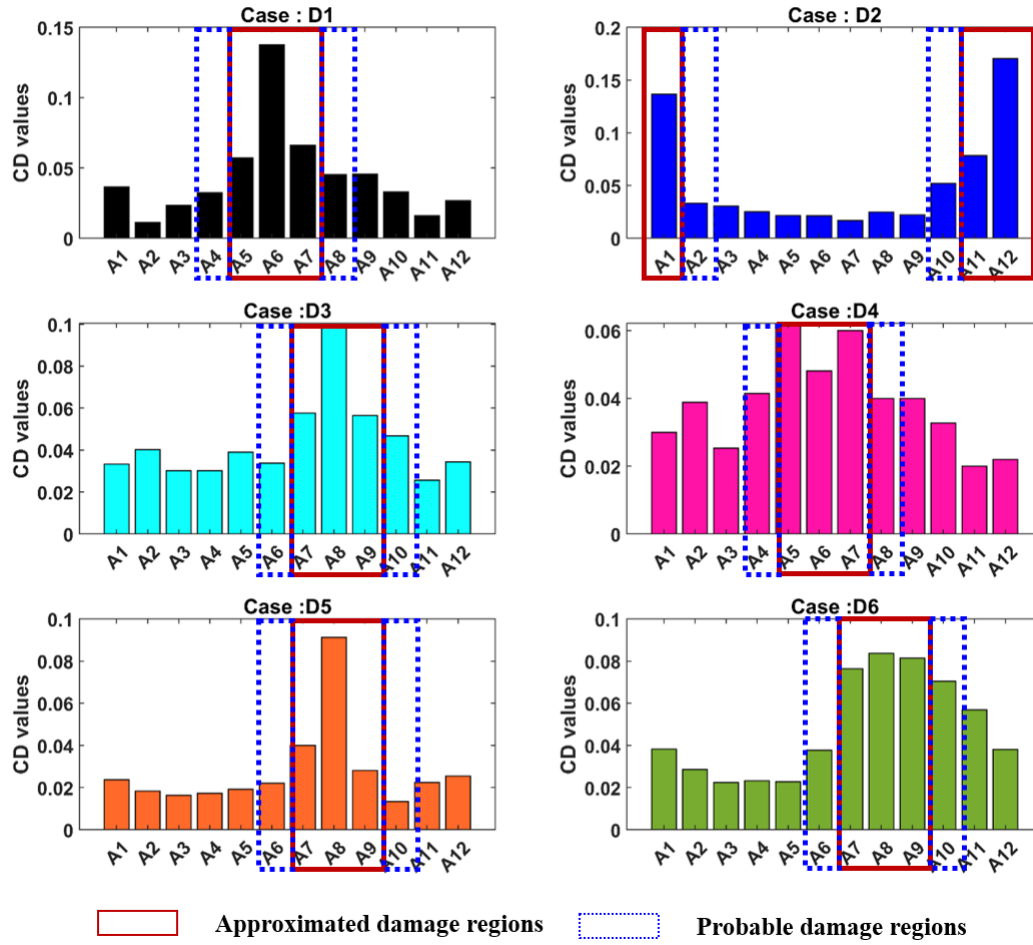 Case : D1
CD values
0.15
0.1
0.05
0
A1 A2 A3 A4 A5 A6 A7 A8 A9 A10 A11 A12
Case : D2
CD values
0.2
0.15
0.1
0.05
0
A1 A2 A3 A4 A5 A6 A7 A8 A9 A10 A11 A12
Case :D3
CD values
0.1
0.08
0.06
0.04
0.02
0
A1 A2 A3 A4 A5 A6 A7 A8 A9 A10 A11 A12
Case :D4
CD values
0.06
0.04
0.02
0
A1 A2 A3 A4 A5 A6 A7 A8 A9 A10 A11 A12
Case :D5
CD values
0.1
0.08
0.06
0.04
0.02
0
A1 A2 A3 A4 A5 A6 A7 A8 A9 A10 A11 A12
Case :D6
CD values
0.1
0.08
0.06
0.04
0.02
0
A1 A2 A3 A4 A5 A6 A7 A8 A9 A10 A11 A12
Approximated damage regions
Probable damage regions